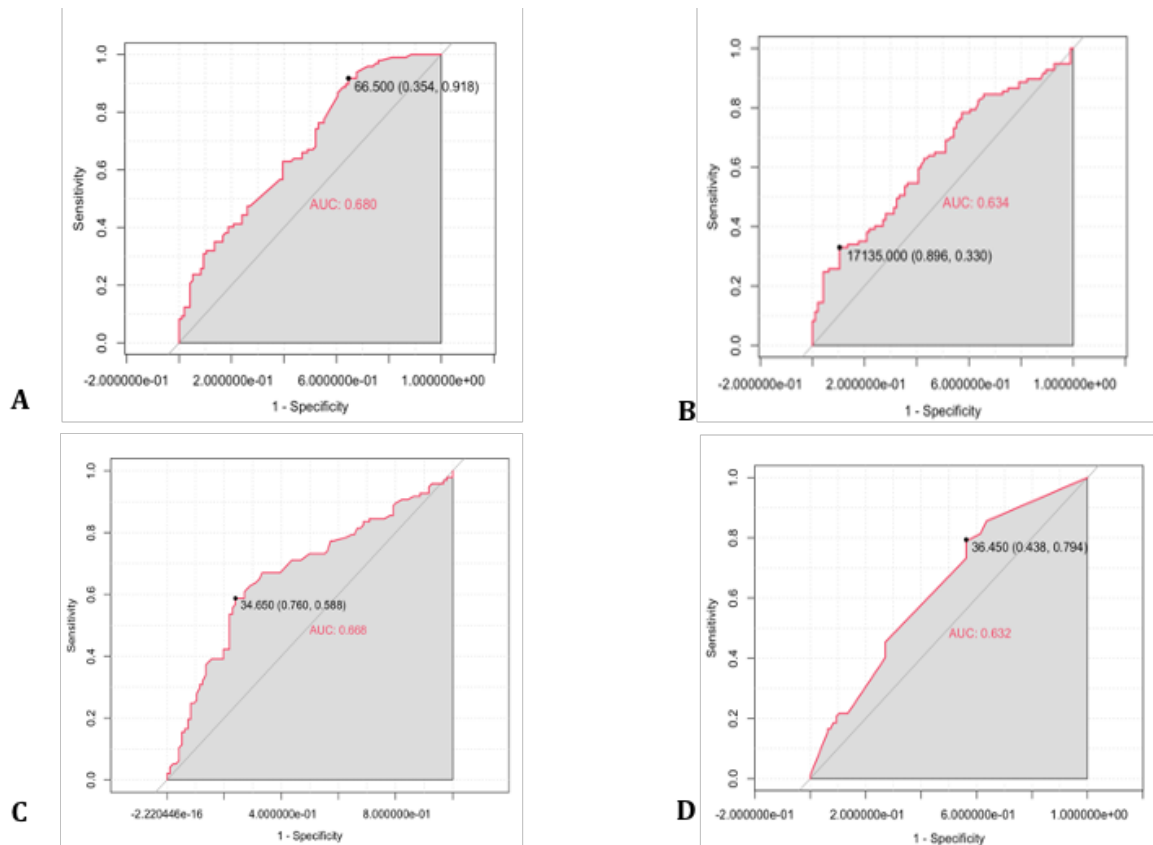 1.0
0.8
0.6
0.4
0.2
0.0
Sensitivity
66.500 (0.354, 0.918)
AUC: 0.680
-2.000000e-01 2.000000e-01 6.000000e-01 1.000000e+00
1 - Specificity
A
1.0
0.8
0.6
0.4
0.2
0.0
Sensitivity
AUC: 0.634
17135.000 (0.896, 0.330)
-2.000000e-01 2.000000e-01 6.000000e-01 1.000000e+00
1 - Specificity
B
1.0
0.8
0.6
0.4
0.2
0.0
Sensitivity
34.650 (0.760, 0.588)
AUC: 0.668
-2.220446e-16 4.000000e-01 8.000000e-01
1 - Specificity
C
1.0
0.8
0.6
0.4
0.2
0.0
Sensitivity
36.450 (0.438, 0.794)
AUC: 0.632
-2.000000e-01 2.000000e-01 6.000000e-01 1.000000e+00
1 - Specificity
D